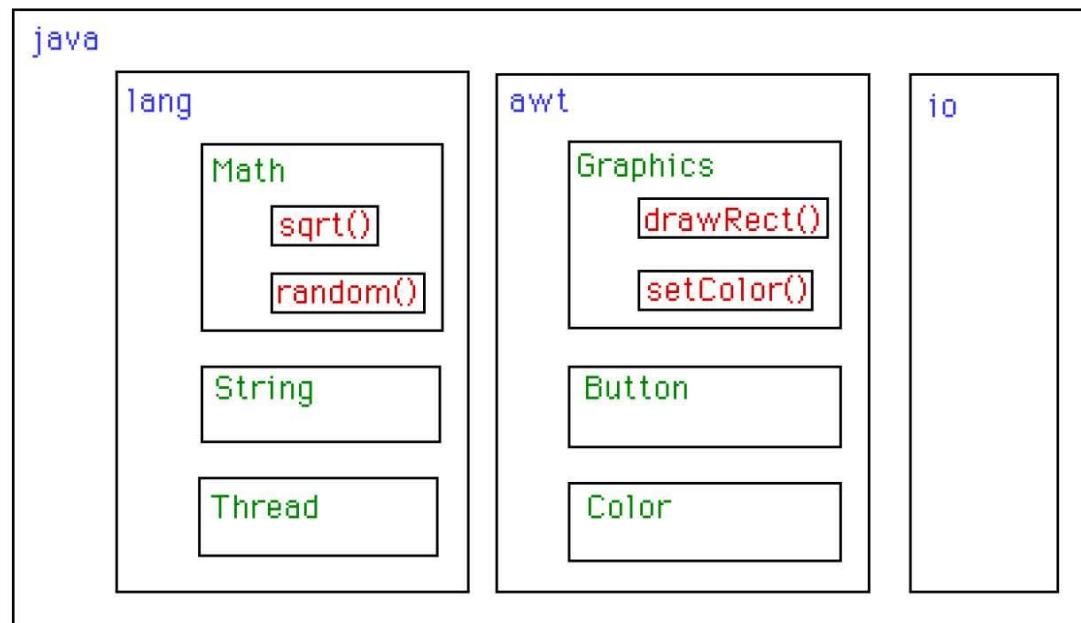 java
lang
Math
sqrt()
random()
String
Thread
awt
Graphics
drawRect()
setColor()
Button
Color
io